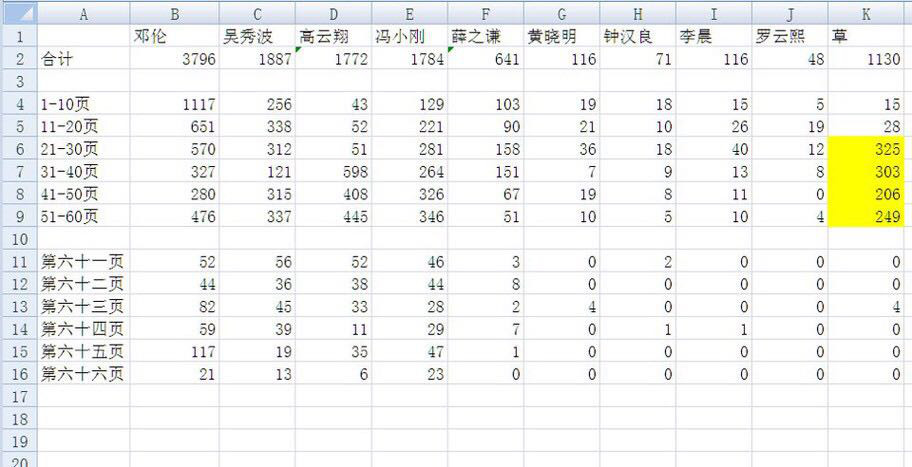 A B C D E F G H I J K
1 邓伦 吴秀波 高云翔 冯小刚 薛之谦 黄晓明 钟汉良 李晨 罗云熙 草
2 合计 3796 1887 1772 1784 641 116 71 116 48 1130
3
4 1-10页 1117 256 43 129 103 19 18 15 5 15
5 11-20页 651 338 52 221 90 21 10 26 19 28
6 21-30页 570 312 51 281 158 36 18 40 12 325
7 31-40页 327 121 598 264 151 7 9 13 8 303
8 41-50页 280 315 408 326 67 19 8 11 0 206
9 51-60页 476 337 445 346 51 10 5 10 4 249
10
11 第六十一页 52 56 52 46 3 0 2 0 0 0
12 第六十二页 44 36 38 44 8 0 0 0 0 0
13 第六十三页 82 45 33 28 2 4 0 0 0 4
14 第六十四页 59 39 11 29 7 0 1 1 0 0
15 第六十五页 117 19 35 47 1 0 0 0 0 0
16 第六十六页 21 13 6 23 0 0 0 0 0 0
17
18
19
20